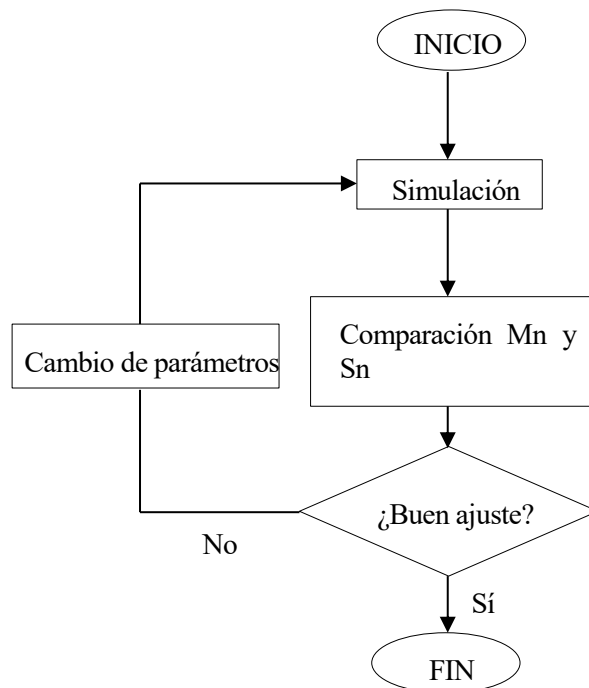 INICIO
Simulación
Comparación Mn y
Sn
Cambio de parámetros
¿Buen ajuste?
No
Sí
FIN